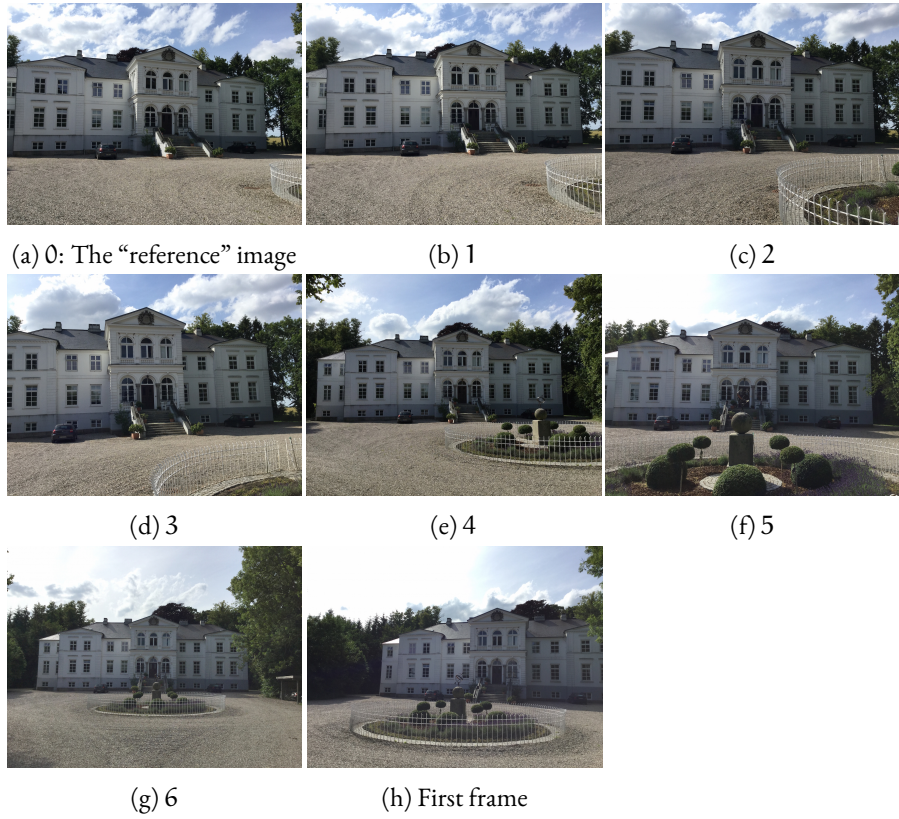 (a) 0: The “reference” image
(b) 1
(c) 2
(d) 3
(e) 4
(f) 5
(g) 6
(h) First frame